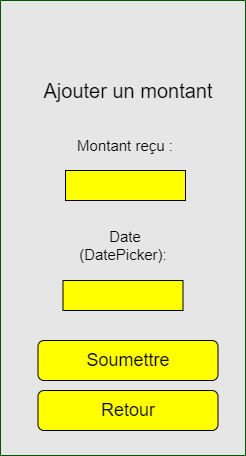 Ajouter un montant
Montant reçu :
Date
(DatePicker):
Soumettre
Retour